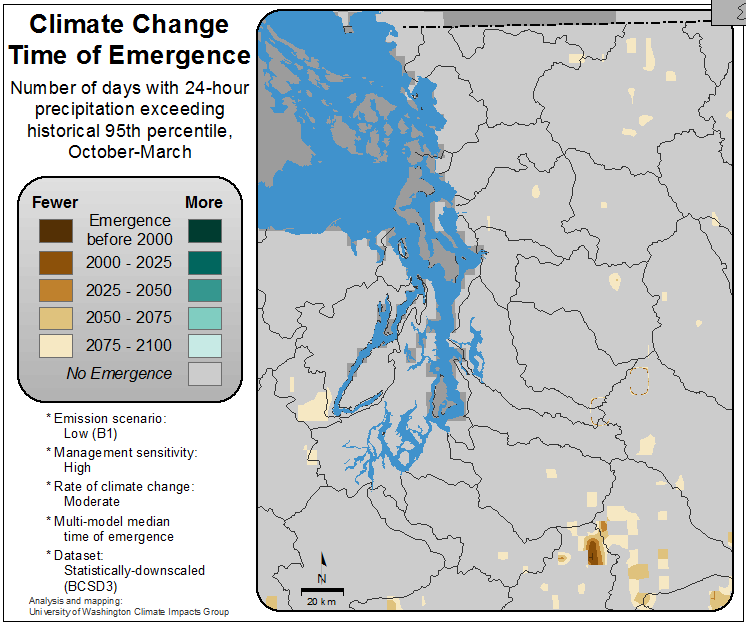 Climate Change
Time of Emergence
Number of days with 24-hour
precipitation exceeding
historical 95th percentile,
October-March
Fewer More
Emergence
before 2000
2000 - 2025
2025 - 2050
2050 - 2075
2075 - 2100
No Emergence
* Emission scenario:
Low (B1)
* Management sensitivity:
High
* Rate of climate change:
Moderate
* Multi-model median
time of emergence
* Dataset:
Statistically-downscaled
(BCSD3)
Analysis and mapping:
University of Washington Climate Impacts Group
N
20 km